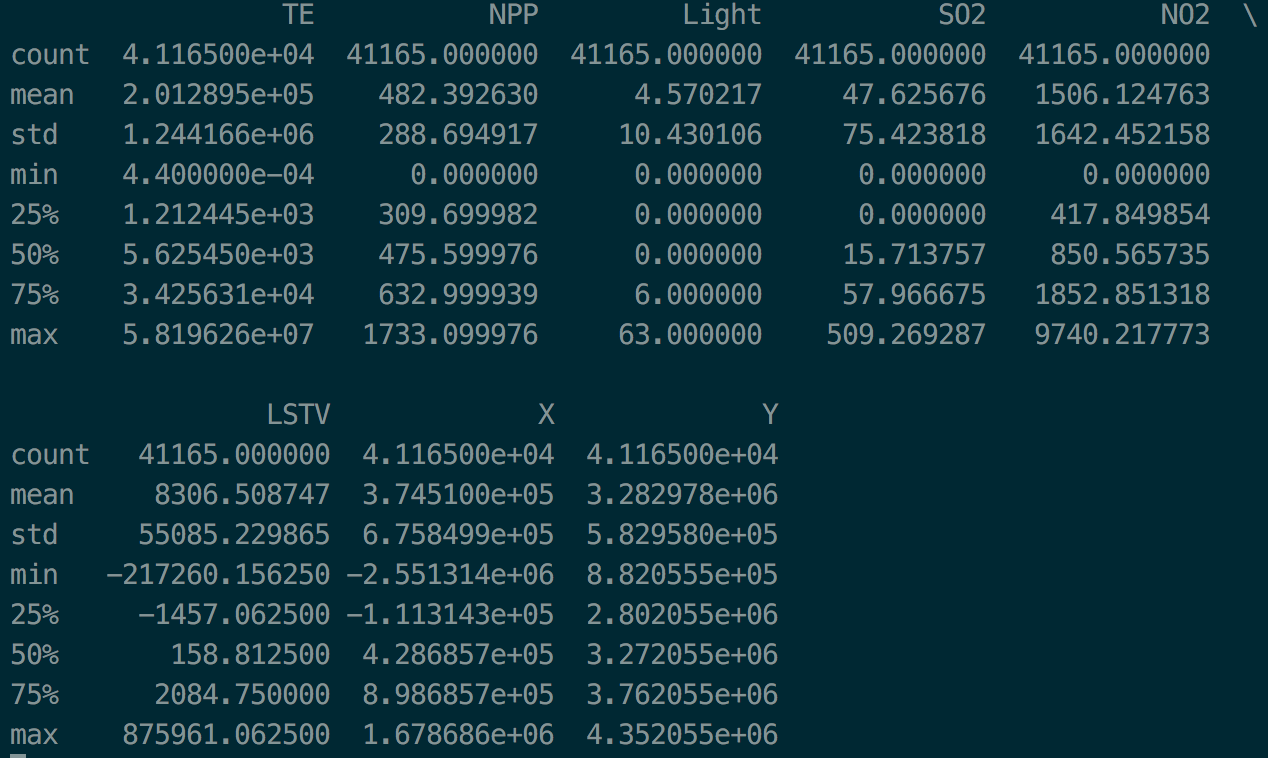 TE NPP Light SO2 NO2 \
count 4.116500e+04 41165.000000 41165.000000 41165.000000 41165.000000
mean 2.012895e+05 482.392630 4.570217 47.625676 1506.124763
std 1.244166e+06 288.694917 10.430106 75.423818 1642.452158
min 4.400000e-04 0.000000 0.000000 0.000000 0.000000
25% 1.212445e+03 309.699982 0.000000 0.000000 417.849854
50% 5.625450e+03 475.599976 0.000000 15.713757 850.565735
75% 3.425631e+04 632.999939 6.000000 57.966675 1852.851318
max 5.819626e+07 1733.099976 63.000000 509.269287 9740.217773
LSTV X Y
count 41165.000000 4.116500e+04 4.116500e+04
mean 8306.508747 3.745100e+05 3.282978e+06
std 55085.229865 6.758499e+05 5.829580e+05
min -217260.156250 -2.551314e+06 8.820555e+05
25% -1457.062500 -1.113143e+05 2.802055e+06
50% 158.812500 4.286857e+05 3.272055e+06
75% 2084.750000 8.986857e+05 3.762055e+06
max 875961.062500 1.678686e+06 4.352055e+06